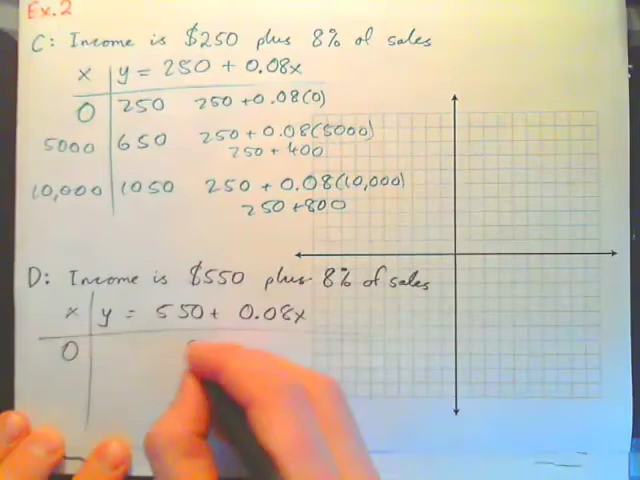 Ex.2
C: Income is $250 plus 8% of sales
x y = 250 + 0.08x
0 250 250 + 0.08(0)
5000 650 250 + 0.08(5000)
250 + 400
10,000 1050 250 + 0.08(10,000)
250 + 800
D: Income is $550 plus 8% of sales
x y = 550 + 0.08x
0